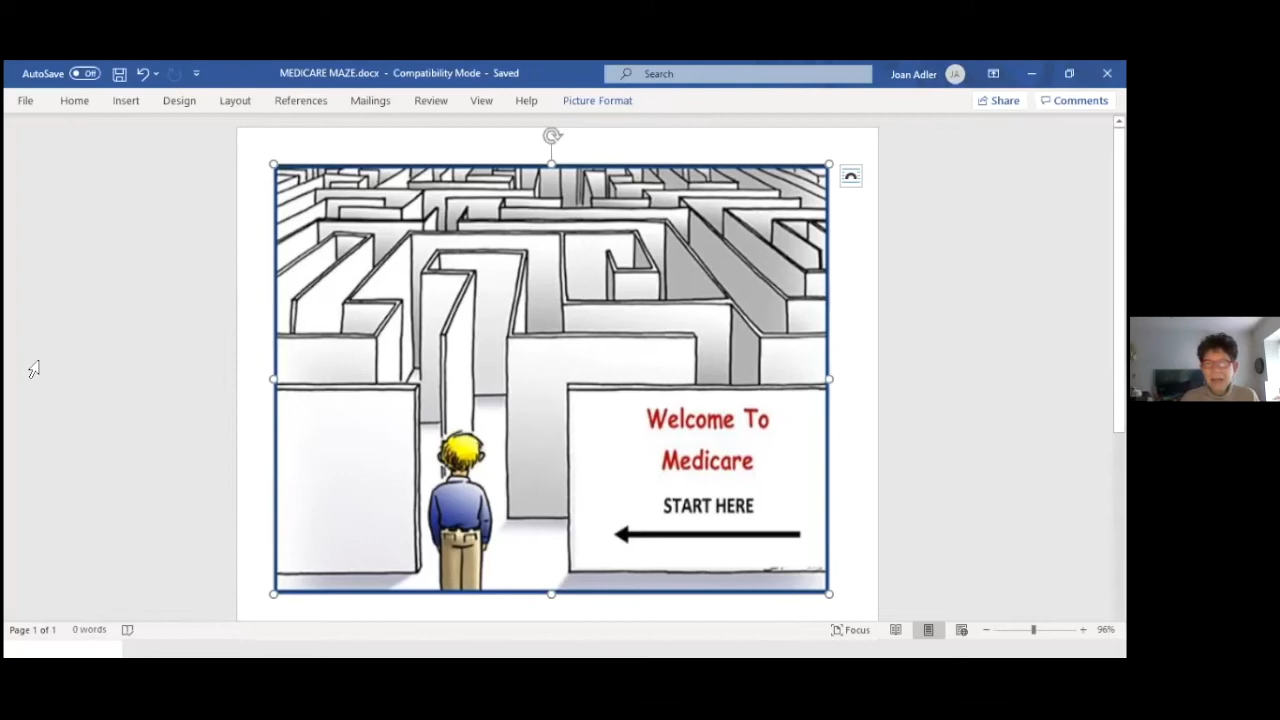 AutoSave Off MEDICARE MAZE.docx - Compatibility Mode - Saved Search Joan Adler JA
File Home Insert Design Layout References Mailings Review View Help Picture Format Share Comments
Welcome To
Medicare
START HERE
Page 1 of 1 0 words Focus 96%